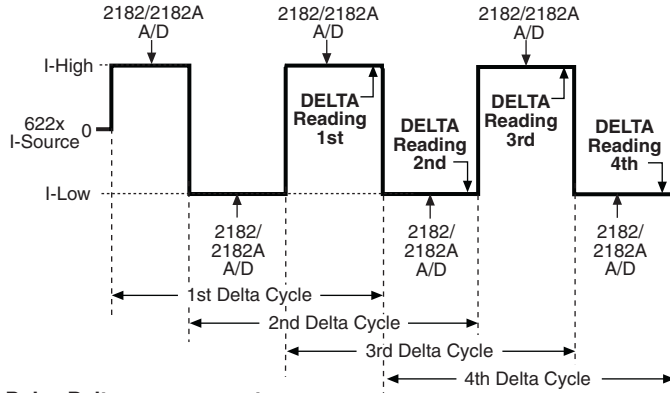 2182/2182A
A/D
2182/2182A
A/D
2182/2182A
A/D
I-High
DELTA
Reading
1st
DELTA
Reading
2nd
DELTA
Reading
3rd
DELTA
Reading
4th
622x
I-Source
0
I-Low
2182/
2182A
A/D
2182/
2182A
A/D
2182/
2182A
A/D
1st Delta Cycle
2nd Delta Cycle
3rd Delta Cycle
4th Delta Cycle